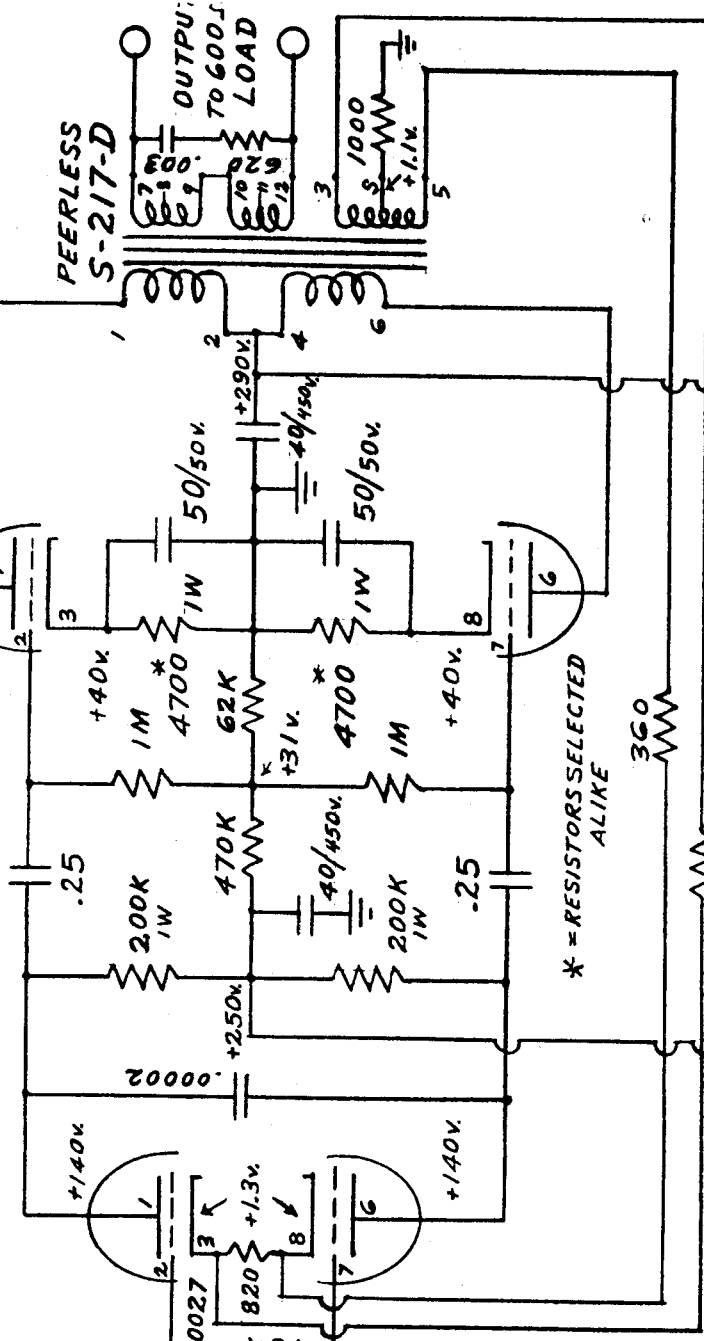 OUTPUT
TO 600Ω
LOAD
PEERLESS
S-217-D
.003
620
7
8
9
10
11
12
1
2
4
6
3
S
5
1000
+1.1v.
+290v.
40/450v.
50/50v.
50/50v.
1W
1W
* 4700
* 4700
2
3
+40v.
8
7
6
+40v.
1M
62K
+31v.
1M
.25
470K
40/450v.
.25
200K
1W
200K
1W
* = RESISTORS SELECTED
ALIKE
360
+250v.
.00002
+140v.
+140v.
1
2
3
+1.3v.
820
8
7
6
0027